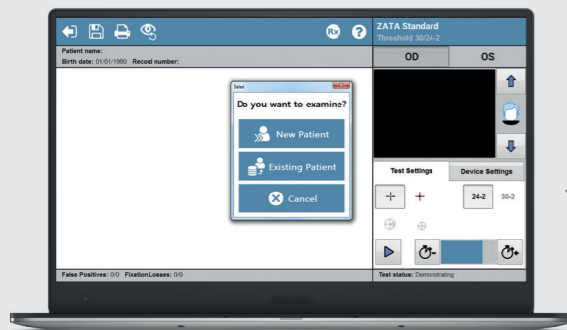 Rx
?
ZATA Standard
Threshold 30/24-2
Patient name:
Birth date: 01/01/1980 Record number:
OD
OS
Do you want to examine?
New Patient
Existing Patient
Cancel
Test Settings
Device Settings
24-2
30-2
False Positives: 0/0 FixationLosses: 0/0
Test status: Demonstrating